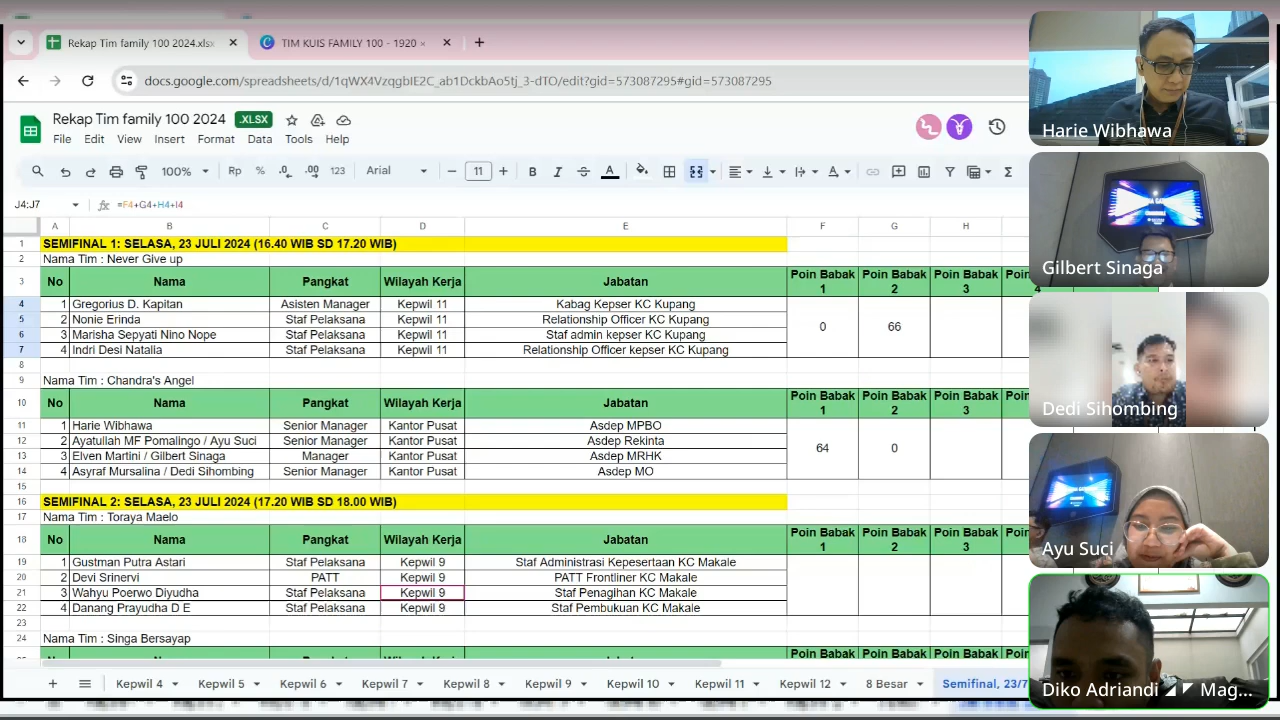 Rekap Tim family 100 2024.xlsx
TIM KUIS FAMILY 100 - 1920
docs.google.com/spreadsheets/d/1qWX4VzqgblE2C_ab1DckbAo5il_3-dTO/edit?gid=573087295#gid=573087295
Rekap Tim family 100 2024 .XLSX
File Edit View Insert Format Data Tools Help
100% Rp % .0 .00 123 Arial 11 B I S A
J4:J7 fx =F4+G4+H4+I4
A B C D E F G H
1 SEMIFINAL 1: SELASA, 23 JULI 2024 (16.40 WIB SD 17.20 WIB)
2 Nama Tim : Never Give up
3 No Nama Pangkat Wilayah Kerja Jabatan Poin Babak 1 Poin Babak 2 Poin Babak 3
4 1 Gregorius D. Kapitan Asisten Manager Kepwil 11 Kabag Kepser KC Kupang
5 2 Nonie Erinda Staf Pelaksana Kepwil 11 Relationship Officer KC Kupang 0 66
6 3 Marisha Sepyati Nino Nope Staf Pelaksana Kepwil 11 Staf admin kepser KC Kupang
7 4 Indri Desi Natalia Staf Pelaksana Kepwil 11 Relationship Officer kepser KC Kupang
8
9 Nama Tim : Chandra's Angel
10 No Nama Pangkat Wilayah Kerja Jabatan Poin Babak 1 Poin Babak 2 Poin Babak 3
11 1 Harie Wibhawa Senior Manager Kantor Pusat Asdep MPBO
12 2 Ayatullah MF Pomalingo / Ayu Suci Senior Manager Kantor Pusat Asdep Rekinta 64 0
13 3 Elven Martini / Gilbert Sinaga Manager Kantor Pusat Asdep MRHK
14 4 Asyraf Mursalina / Dedi Sihombing Senior Manager Kantor Pusat Asdep MO
15
16 SEMIFINAL 2: SELASA, 23 JULI 2024 (17.20 WIB SD 18.00 WIB)
17 Nama Tim : Toraya Maelo
18 No Nama Pangkat Wilayah Kerja Jabatan Poin Babak 1 Poin Babak 2 Poin Babak 3
19 1 Gustman Putra Astari Staf Pelaksana Kepwil 9 Staf Administrasi Kepesertaan KC Makale
20 2 Devi Srinervi PATT Kepwil 9 PATT Frontliner KC Makale
21 3 Wahyu Poerwo Diyudha Staf Pelaksana Kepwil 9 Staf Penagihan KC Makale
22 4 Danang Prayudha D E Staf Pelaksana Kepwil 9 Staf Pembukuan KC Makale
23
24 Nama Tim : Singa Bersayap
Poin Babak Poin Babak Poin Babak
Kepwil 4 Kepwil 5 Kepwil 6 Kepwil 7 Kepwil 8 Kepwil 9 Kepwil 10 Kepwil 11 Kepwil 12 8 Besar Semifinal, 23/7
Harie Wibhawa
Gilbert Sinaga
Dedi Sihombing
Ayu Suci
Diko Adriandi Mag...